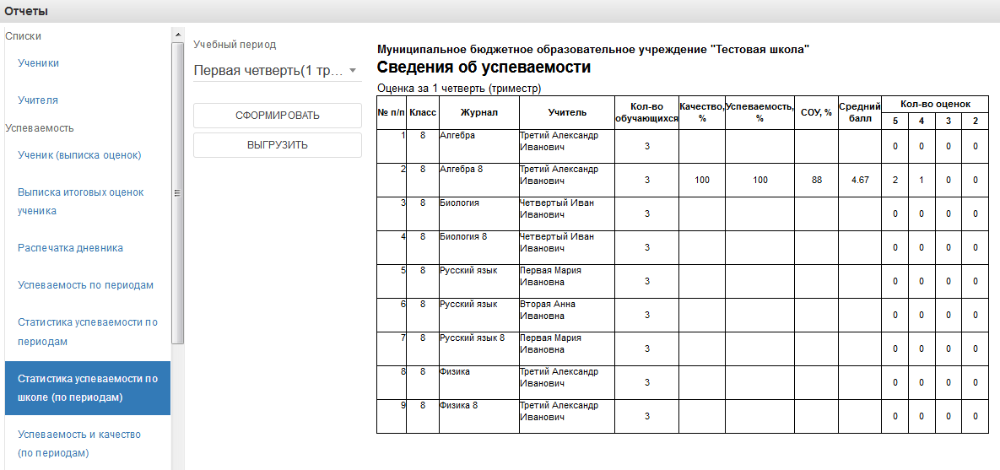 Отчеты
Списки
Ученики
Учителя
Успеваемость
Ученик (выписка оценок)
Выписка итоговых оценок
ученика
Распечатка дневника
Успеваемость по периодам
Статистика успеваемости по
периодам
Статистика успеваемости по
школе (по периодам)
Успеваемость и качество
(по периодам)
Учебный период
Первая четверть(1 тр...
СФОРМИРОВАТЬ
ВЫГРУЗИТЬ
Муниципальное бюджетное образовательное учреждение "Тестовая школа"
Сведения об успеваемости
Оценка за 1 четверть (триместр)
№ п/п Класс Журнал Учитель Кол-во обучающихся Качество, % Успеваемость, % СОУ, % Средний балл Кол-во оценок
5 4 3 2
1 8 Алгебра Третий Александр Иванович 3 0 0 0 0
2 8 Алгебра 8 Третий Александр Иванович 3 100 100 88 4.67 2 1 0 0
3 8 Биология Четвертый Иван Иванович 3 0 0 0 0
4 8 Биология 8 Четвертый Иван Иванович 3 0 0 0 0
5 8 Русский язык Первая Мария Ивановна 3 0 0 0 0
6 8 Русский язык Вторая Анна Ивановна 3 0 0 0 0
7 8 Русский язык 8 Первая Мария Ивановна 3 0 0 0 0
8 8 Физика Третий Александр Иванович 3 0 0 0 0
9 8 Физика 8 Третий Александр Иванович 3 0 0 0 0